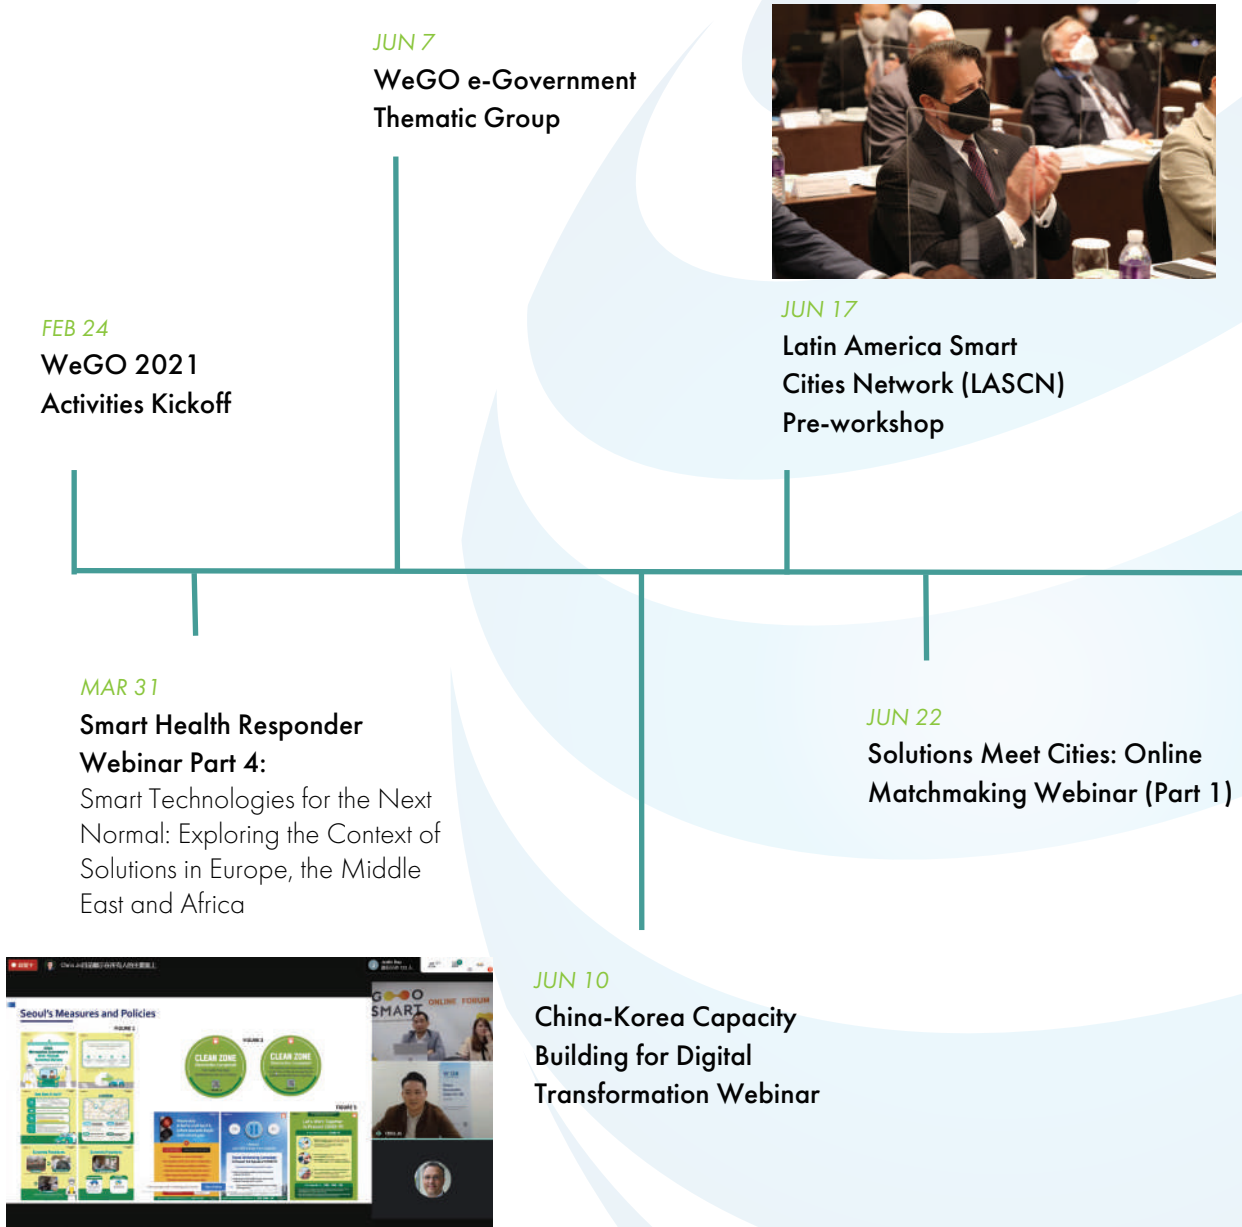 JUN 7
WeGO e-Government
Thematic Group
JUN 17
Latin America Smart
Cities Network (LASCN)
Pre-workshop
FEB 24
WeGO 2021
Activities Kickoff
MAR 31
Smart Health Responder
Webinar Part 4:
Smart Technologies for the Next
Normal: Exploring the Context of
Solutions in Europe, the Middle
East and Africa
JUN 22
Solutions Meet Cities: Online
Matchmaking Webinar (Part 1)
JUN 10
China-Korea Capacity
Building for Digital
Transformation Webinar
Seoul's Measures and Policies
CLEAN ZONE
CLEAN ZONE
SMART
ONLINE FORUM